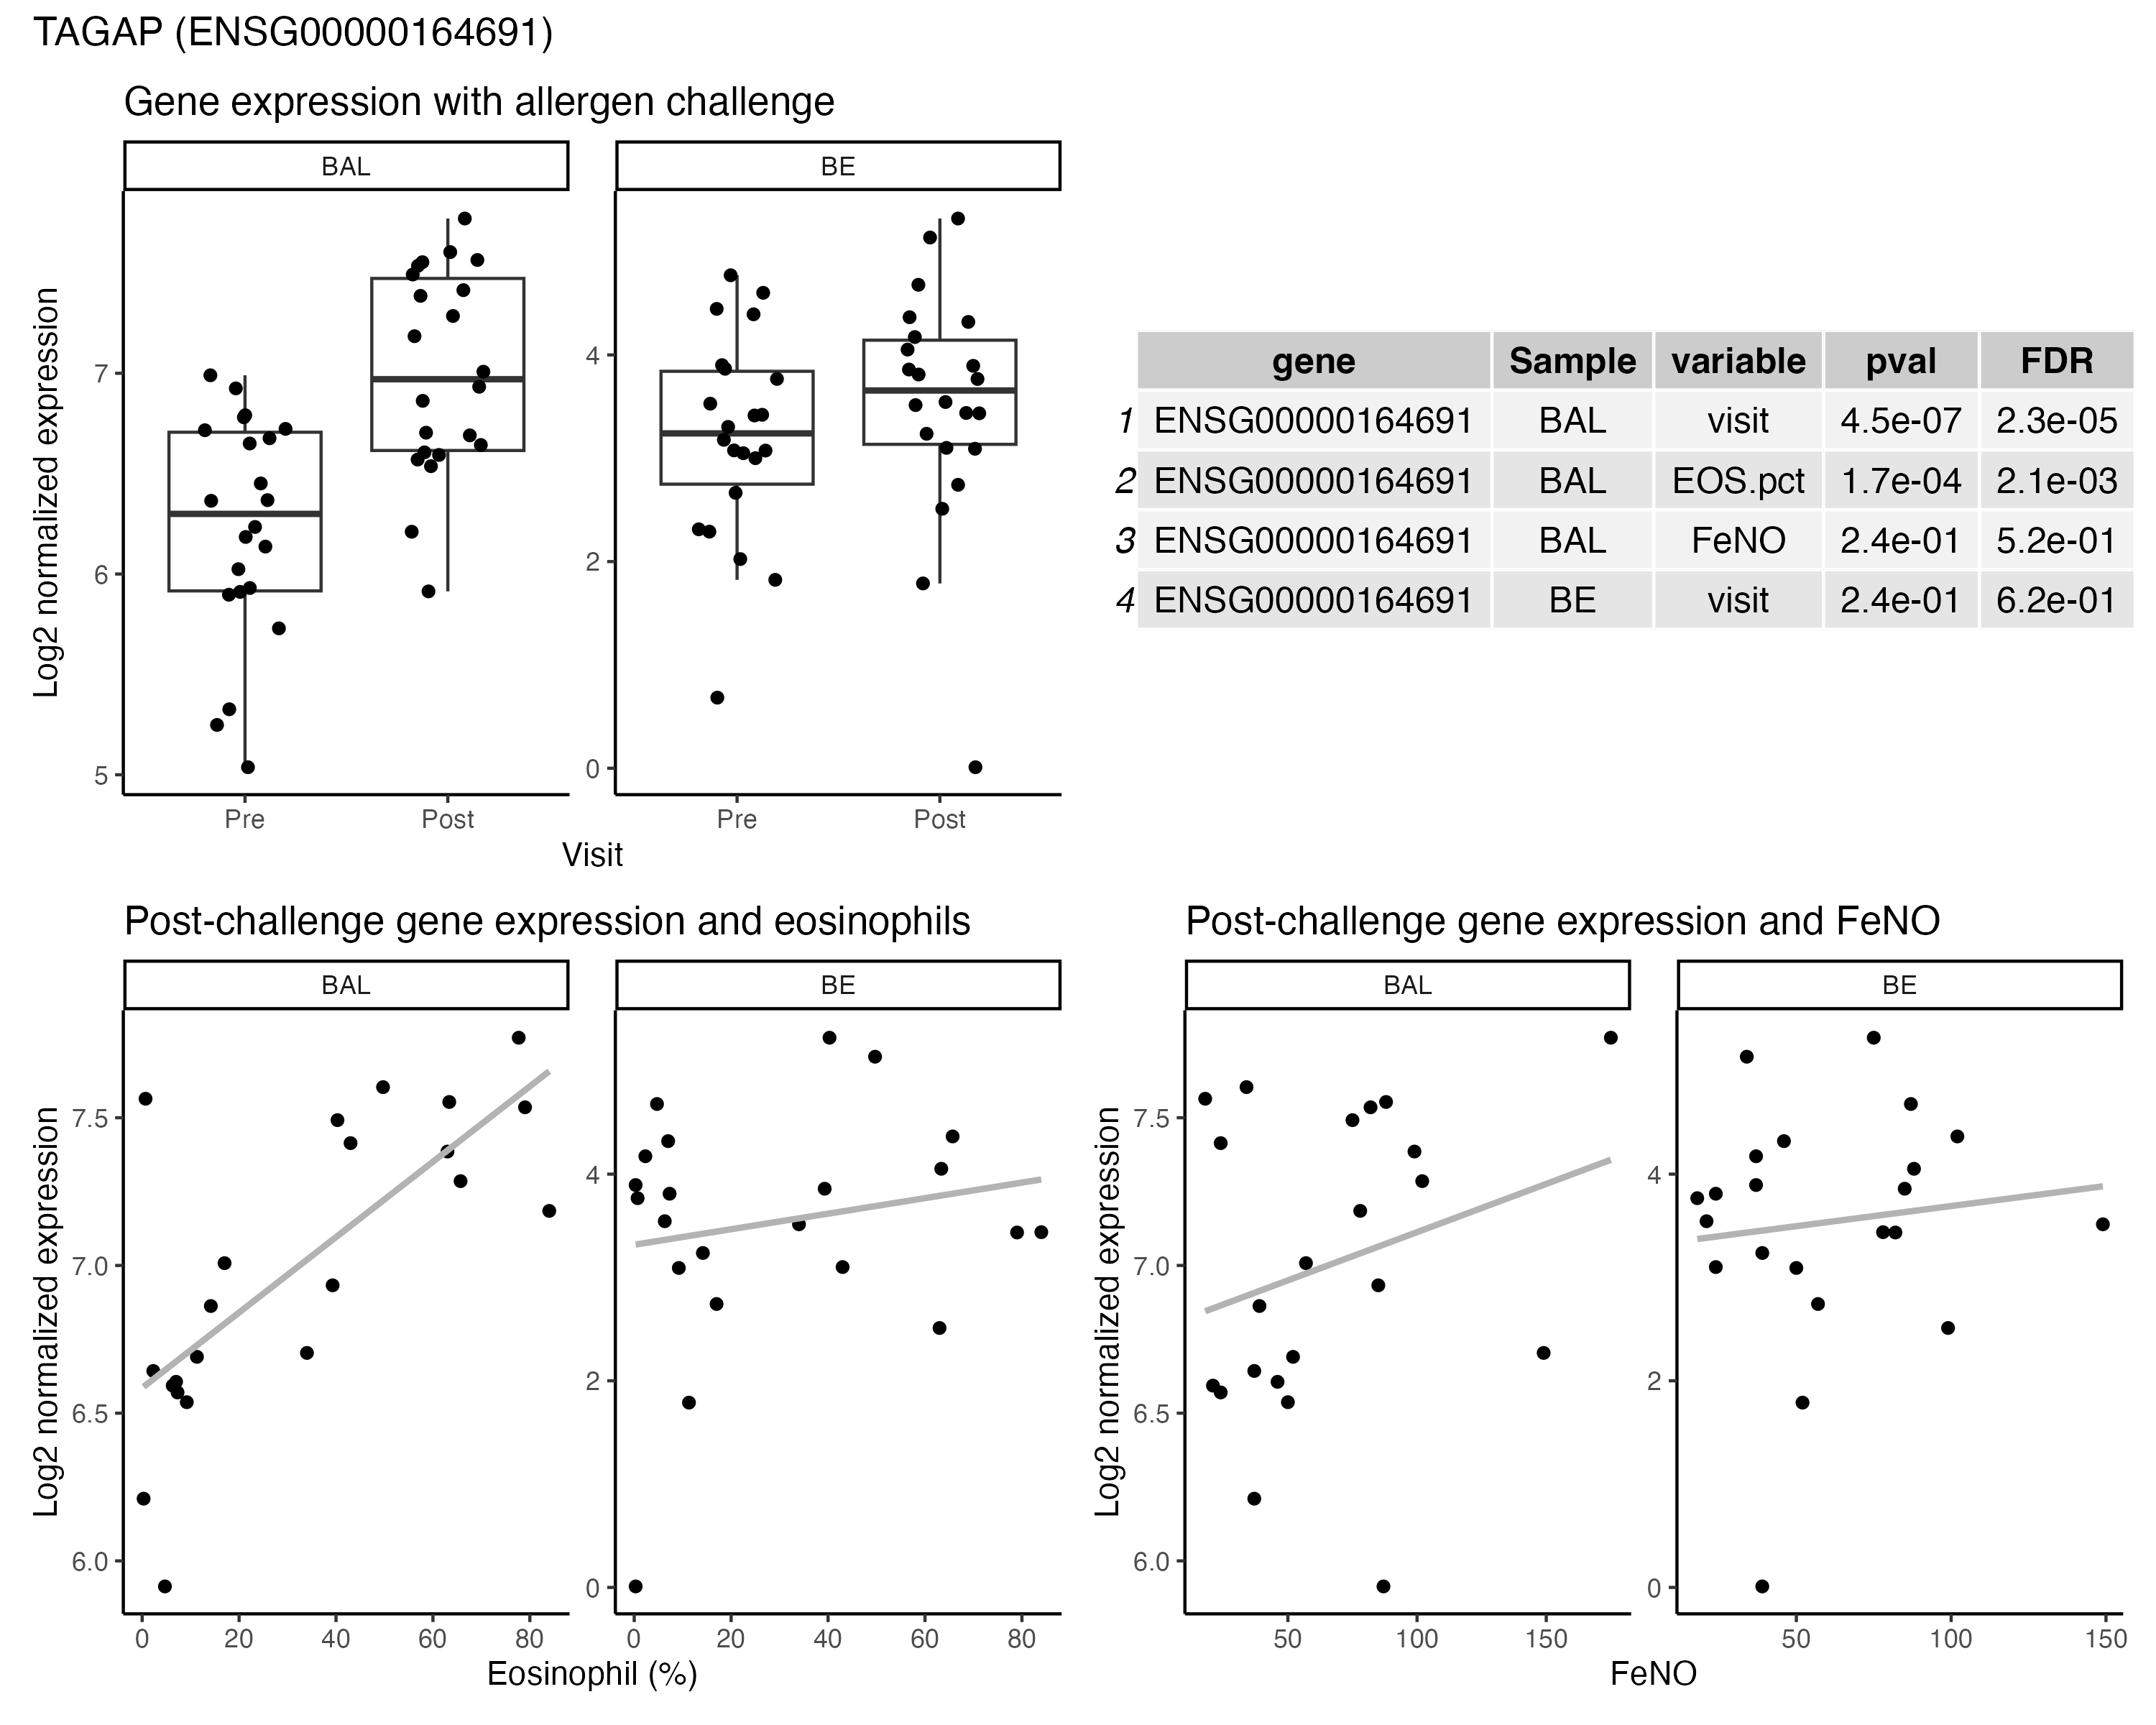 TAGAP (ENSG00000164691)
Gene expression with allergen challenge
BAL BE
Log2 normalized expression
7
6
5
4
2
0
Pre Post Pre Post
Visit
gene Sample variable pval FDR
1 ENSG00000164691 BAL visit 4.5e-07 2.3e-05
2 ENSG00000164691 BAL EOS.pct 1.7e-04 2.1e-03
3 ENSG00000164691 BAL FeNO 2.4e-01 5.2e-01
4 ENSG00000164691 BE visit 2.4e-01 6.2e-01
Post-challenge gene expression and eosinophils
BAL BE
Log2 normalized expression
7.5
7.0
6.5
6.0
4
2
0
0 20 40 60 80 0 20 40 60 80
Eosinophil (%)
Post-challenge gene expression and FeNO
BAL BE
Log2 normalized expression
7.5
7.0
6.5
6.0
4
2
0
50 100 150 50 100 150
FeNO